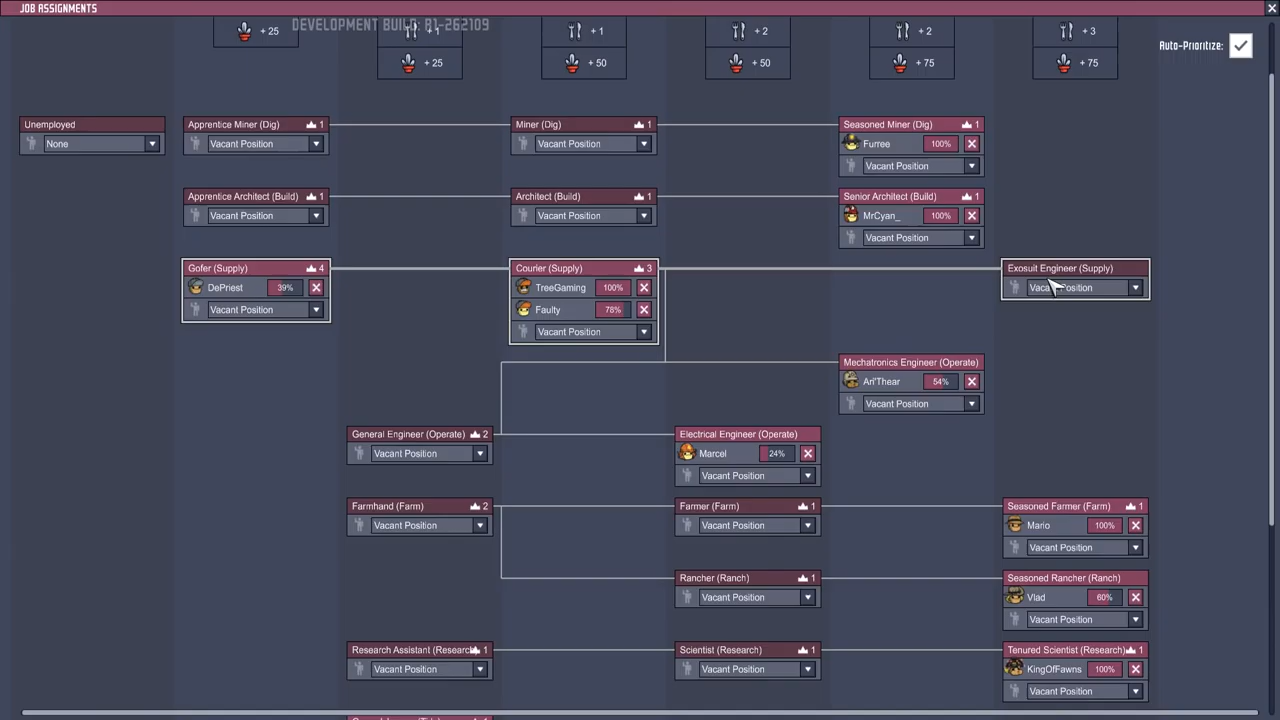 JOB ASSIGNMENTS
DEVELOPMENT BUILD: 81-262109
+ 25
+ 1
+ 1
+ 2
+ 2
+ 3
+ 25
+ 50
+ 50
+ 75
+ 75
Auto-Prioritize:
Unemployed
None
Apprentice Miner (Dig) 1
Vacant Position
Miner (Dig) 1
Vacant Position
Seasoned Miner (Dig) 1
Furree 100%
Vacant Position
Apprentice Architect (Build) 1
Vacant Position
Architect (Build) 1
Vacant Position
Senior Architect (Build) 1
MrCyan_ 100%
Vacant Position
Gofer (Supply) 4
DePriest 39%
Vacant Position
Courier (Supply) 3
TreeGaming 100%
Faulty 78%
Vacant Position
Exosuit Engineer (Supply)
Vacant Position
Mechatronics Engineer (Operate)
Ari'Thear 54%
Vacant Position
General Engineer (Operate) 2
Vacant Position
Electrical Engineer (Operate)
Marcel 24%
Vacant Position
Farmhand (Farm) 2
Vacant Position
Farmer (Farm) 1
Vacant Position
Seasoned Farmer (Farm) 1
Mario 100%
Vacant Position
Rancher (Ranch) 1
Vacant Position
Seasoned Rancher (Ranch)
Vlad 60%
Vacant Position
Research Assistant (Research 1
Vacant Position
Scientist (Research) 1
Vacant Position
Tenured Scientist (Research) 1
KingOfFawns 100%
Vacant Position